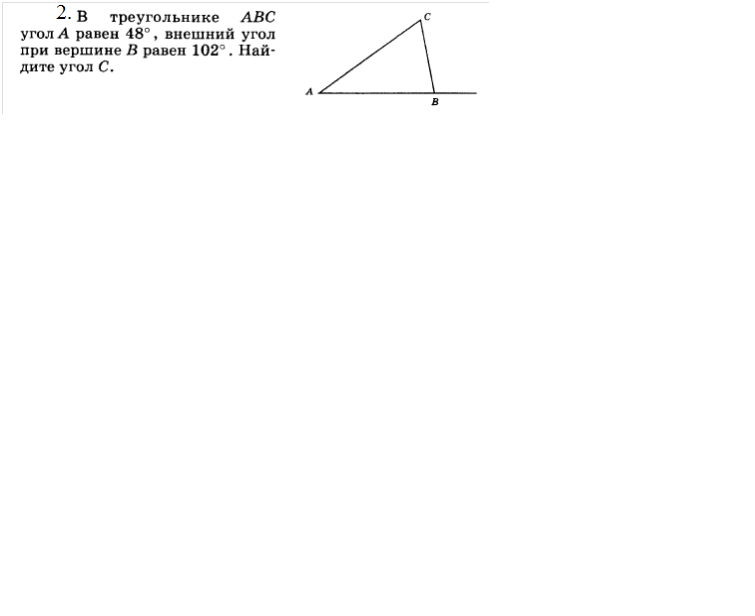 2. В треугольнике ABC
угол A равен 48°, внешний угол
при вершине B равен 102°. Най-
дите угол C.
C
A
B